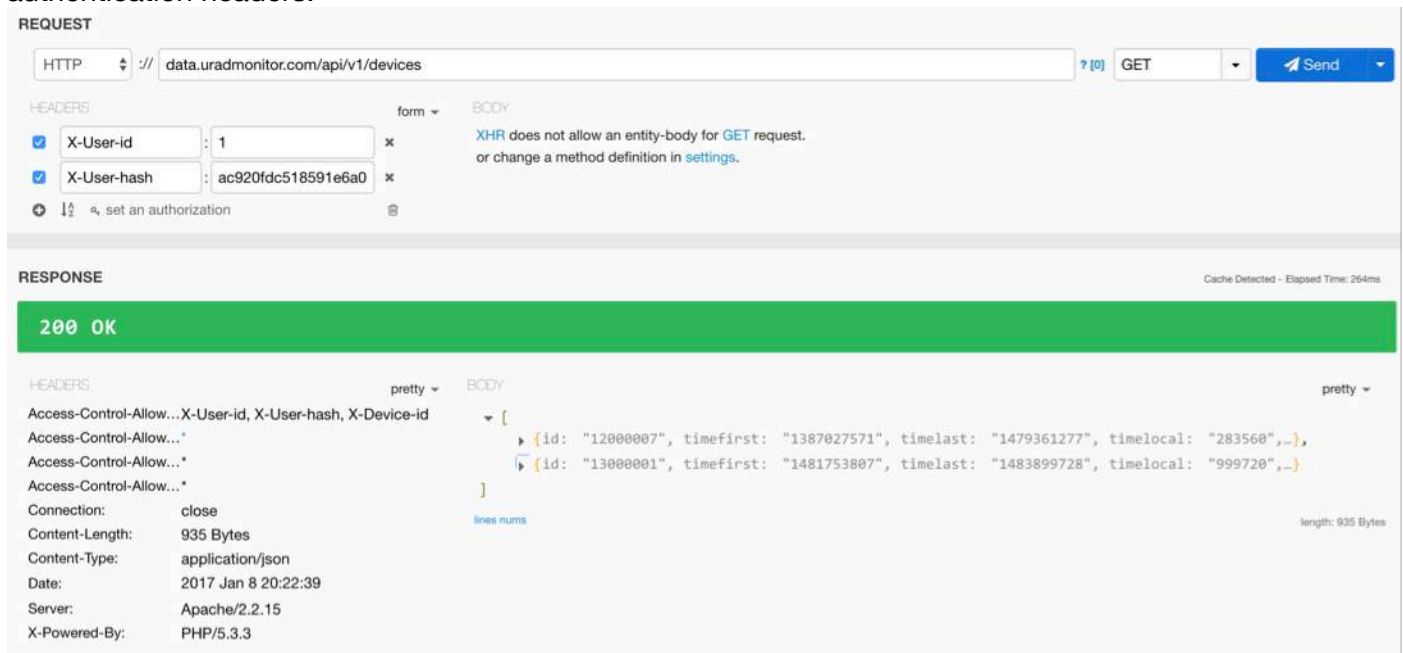 authentication headers.
REQUEST
HTTP :// data.uradmonitor.com/api/v1/devices ? [0] GET Send
HEADERS form BODY
X-User-id : 1 XHR does not allow an entity-body for GET request.
or change a method definition in settings.
X-User-hash : ac920fdc518591e6a0
set an authorization
RESPONSE Cache Detected - Elapsed Time: 264ms
200 OK
HEADERS pretty BODY pretty
Access-Control-Allow...X-User-id, X-User-hash, X-Device-id [
Access-Control-Allow...* {id: "12000007", timefirst: "1387027571", timelast: "1479361277", timelocal: "283560",…},
Access-Control-Allow...* {id: "13000001", timefirst: "1481753807", timelast: "1483899728", timelocal: "999720",…}
Access-Control-Allow...* ]
Connection: close
lines nums length: 935 Bytes
Content-Length: 935 Bytes
Content-Type: application/json
Date: 2017 Jan 8 20:22:39
Server: Apache/2.2.15
X-Powered-By: PHP/5.3.3